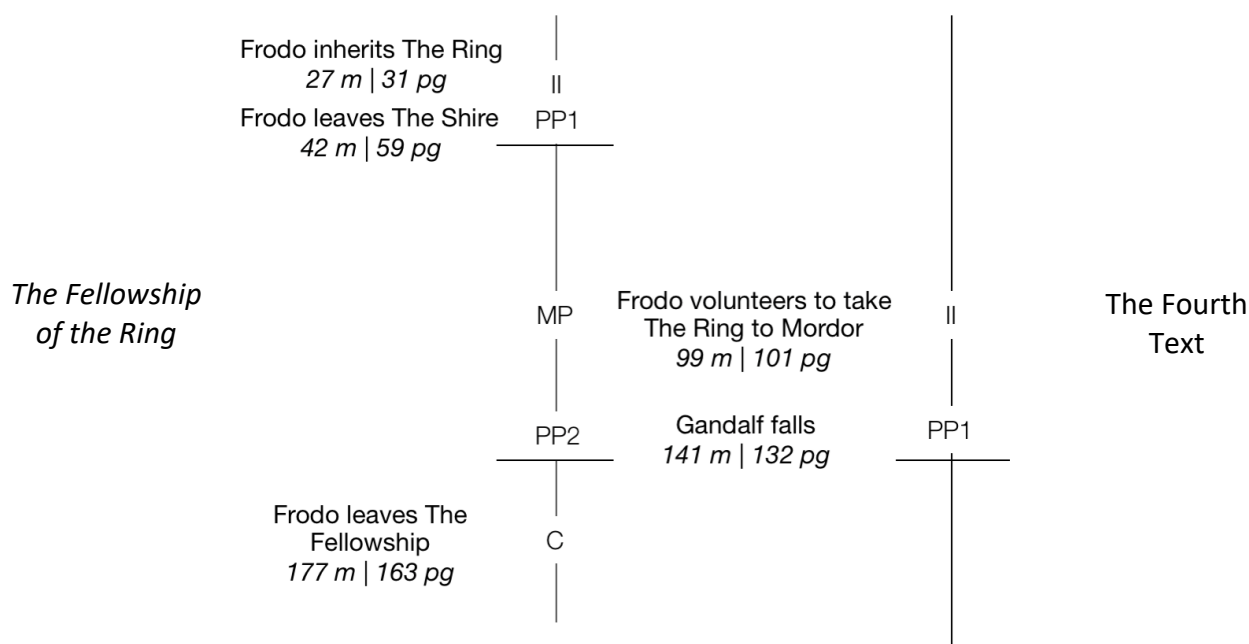 Frodo inherits The Ring
27 m | 31 pg
II
Frodo leaves The Shire
42 m | 59 pg
PP1
The Fellowship
of the Ring
MP
Frodo volunteers to take
The Ring to Mordor
99 m | 101 pg
II
The Fourth
Text
PP2
Gandalf falls
141 m | 132 pg
PP1
Frodo leaves The
Fellowship
177 m | 163 pg
C